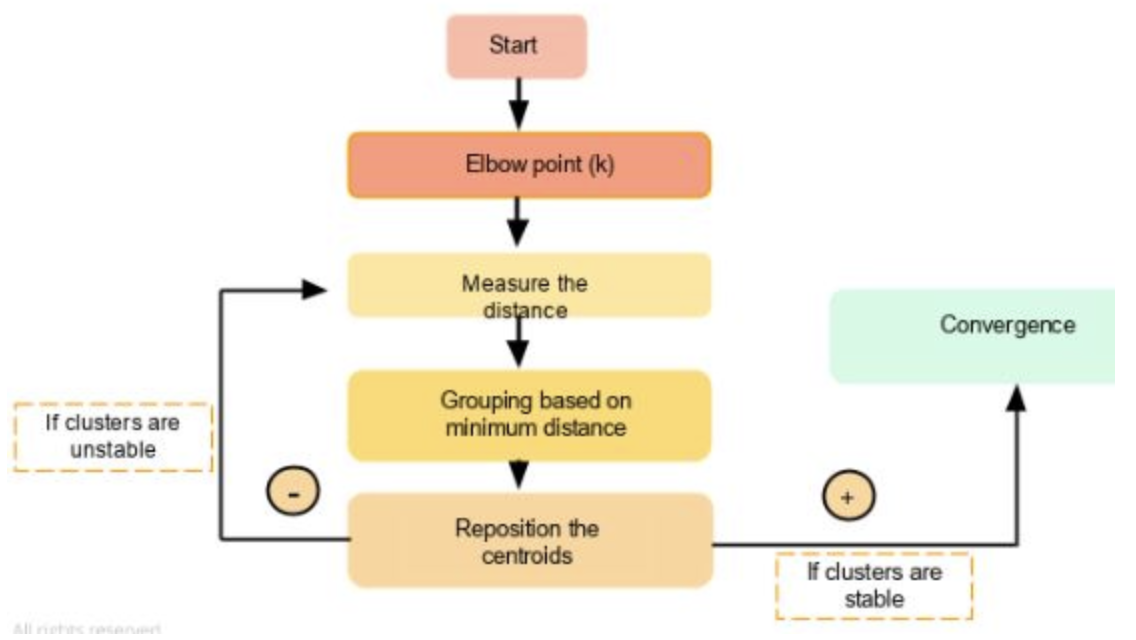 Start
Elbow point (k)
Measure the
distance
Convergence
Grouping based on
minimum distance
If clusters are
unstable
-
+
Reposition the
centroids
If clusters are
stable
All rights reserved